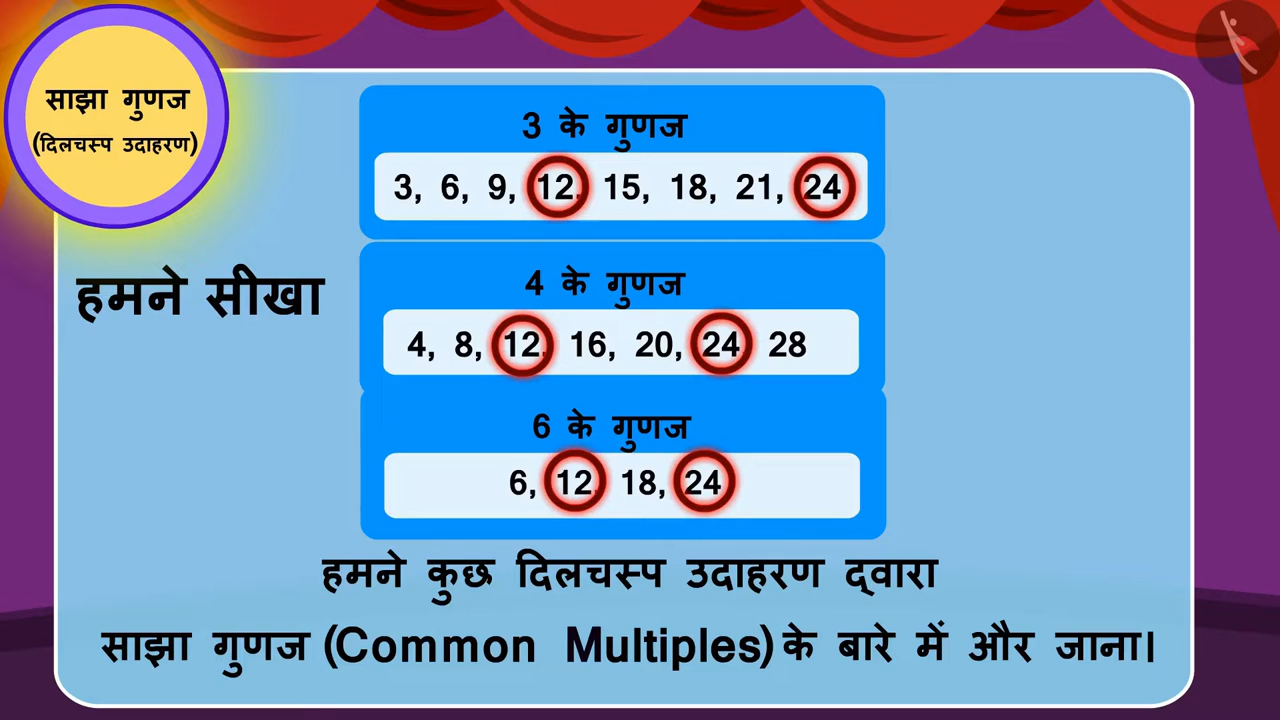 साझा गुणज
(दिलचस्प उदाहरण)
3 के गुणज
3, 6, 9, 12, 15, 18, 21, 24
हमने सीखा
4 के गुणज
4, 8, 12, 16, 20, 24 28
6 के गुणज
6, 12, 18, 24
हमने कुछ दिलचस्प उदाहरण द्वारा
साझा गुणज (Common Multiples) के बारे में और जाना।